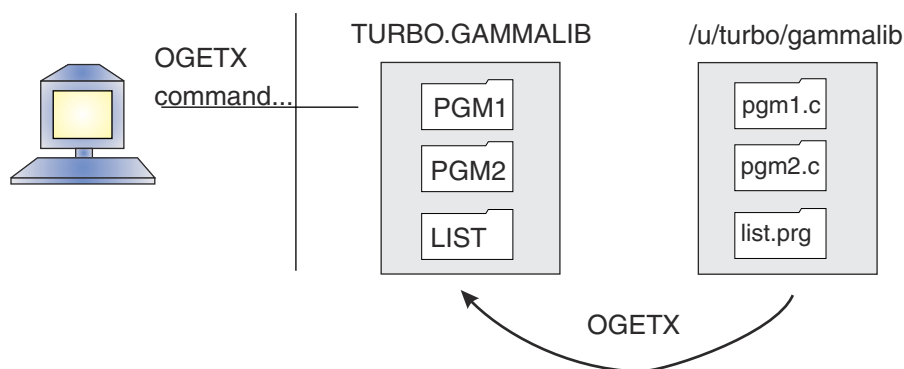 OGETX
command...
TURBO.GAMMALIB
PGM1
PGM2
LIST
/u/turbo/gammalib
pgm1.c
pgm2.c
list.prg
OGETX